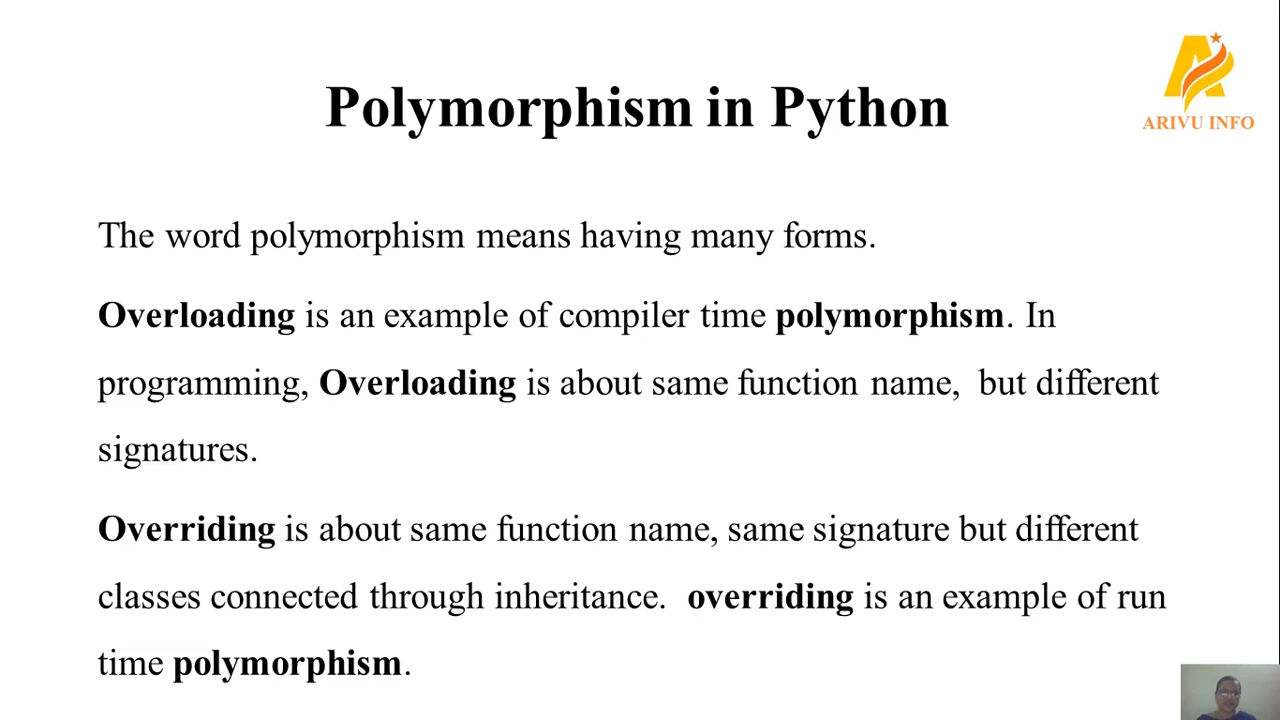 ARIVU INFO
Polymorphism in Python
The word polymorphism means having many forms.
Overloading is an example of compiler time polymorphism. In
programming, Overloading is about same function name,  but different
signatures.
Overriding is about same function name, same signature but different
classes connected through inheritance.  overriding is an example of run
time polymorphism.